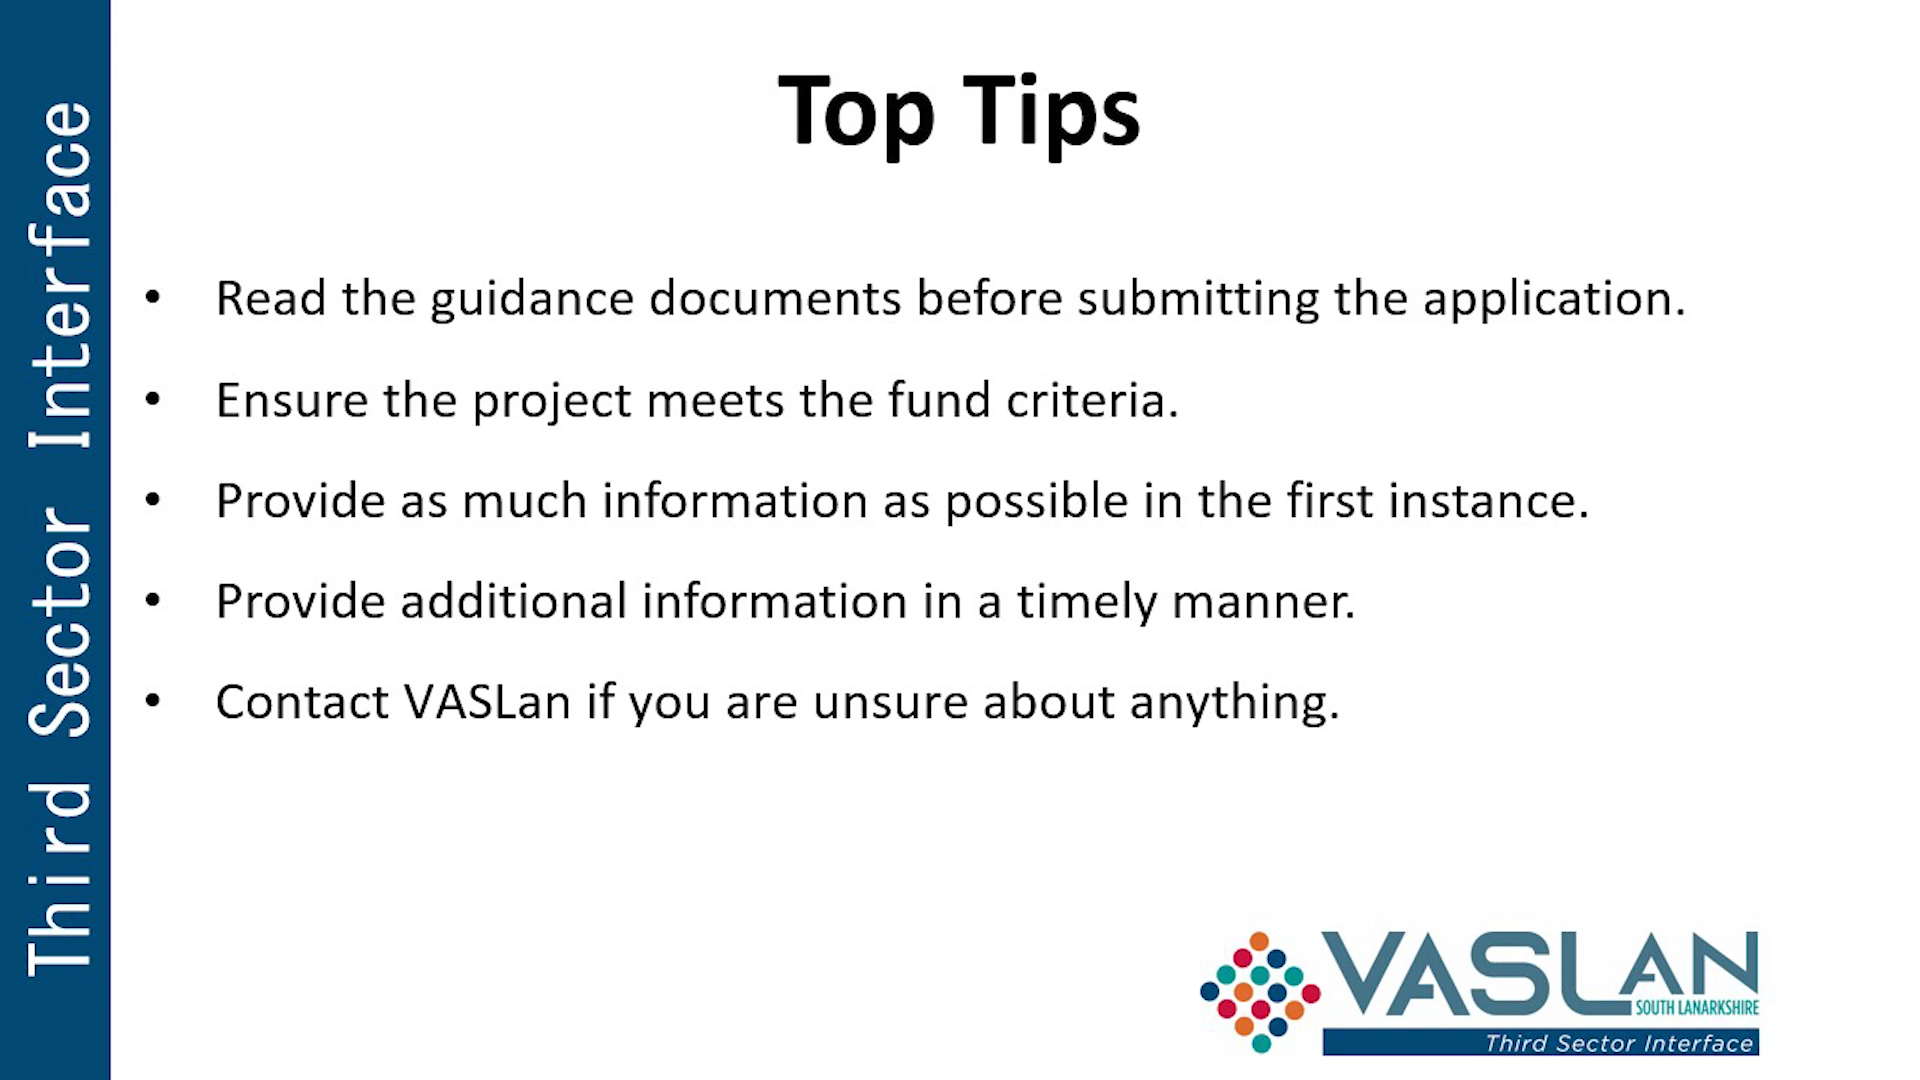 Third Sector Interface
Top Tips
• Read the guidance documents before submitting the application.
• Ensure the project meets the fund criteria.
• Provide as much information as possible in the first instance.
• Provide additional information in a timely manner.
• Contact VASLan if you are unsure about anything.
VASLAN
SOUTH LANARKSHIRE
Third Sector Interface